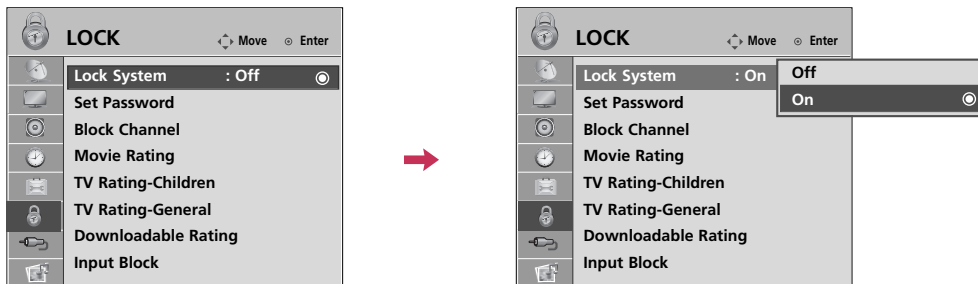 LOCK Move Enter
Lock System : Off
Set Password
Block Channel
Movie Rating
TV Rating-Children
TV Rating-General
Downloadable Rating
Input Block
LOCK Move Enter
Lock System : On
Off
On
Set Password
Block Channel
Movie Rating
TV Rating-Children
TV Rating-General
Downloadable Rating
Input Block